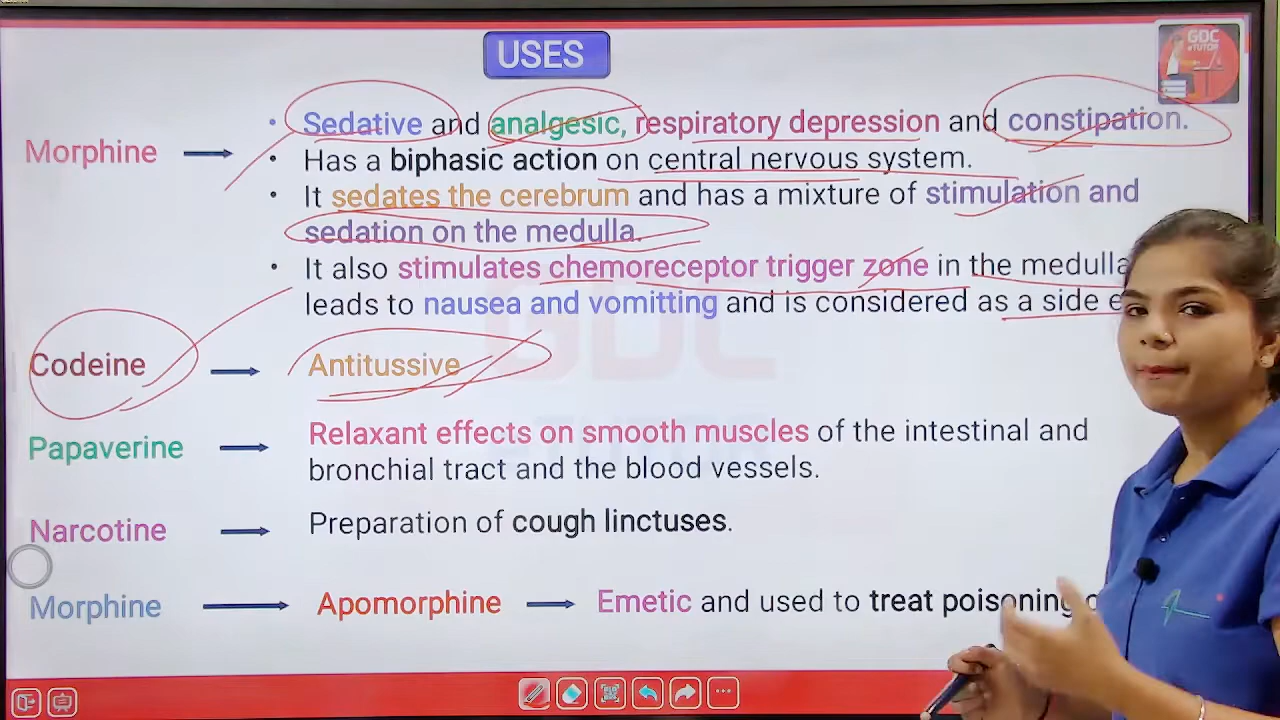 USES
GDC
eTUTOR
Morphine
• Sedative and analgesic, respiratory depression and constipation.
• Has a biphasic action on central nervous system.
• It sedates the cerebrum and has a mixture of stimulation and
sedation on the medulla.
• It also stimulates chemoreceptor trigger zone in the medulla
leads to nausea and vomitting and is considered as a side
Codeine Antitussive
Papaverine Relaxant effects on smooth muscles of the intestinal and
bronchial tract and the blood vessels.
Narcotine Preparation of cough linctuses.
Morphine Apomorphine Emetic and used to treat poisoning
GDC